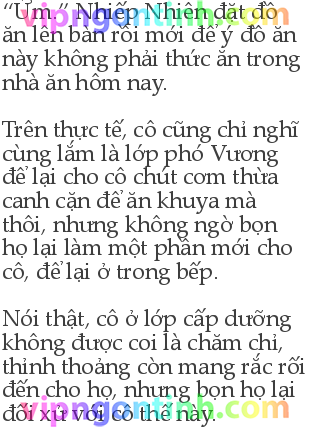 “Ừm.” Nhiếp Nhiên đặt đồ
ăn lên bàn rồi mới để ý đồ ăn
này không phải thức ăn trong
nhà ăn hôm nay.
Trên thực tế, cô cũng chỉ nghĩ
cùng lắm là lớp phó Vương
để lại cho cô chút cơm thừa
canh cặn để ăn khuya mà
thôi, nhưng không ngờ bọn
họ lại làm một phần mới cho
cô, để lại ở trong bếp.
Nói thật, cô ở lớp cấp dưỡng
không được coi là chăm chỉ,
thỉnh thoảng còn mang rắc rối
đến cho họ, nhưng bọn họ lại
đối xử với cô thế này.
vipngontinh.com
vipngontinh.com